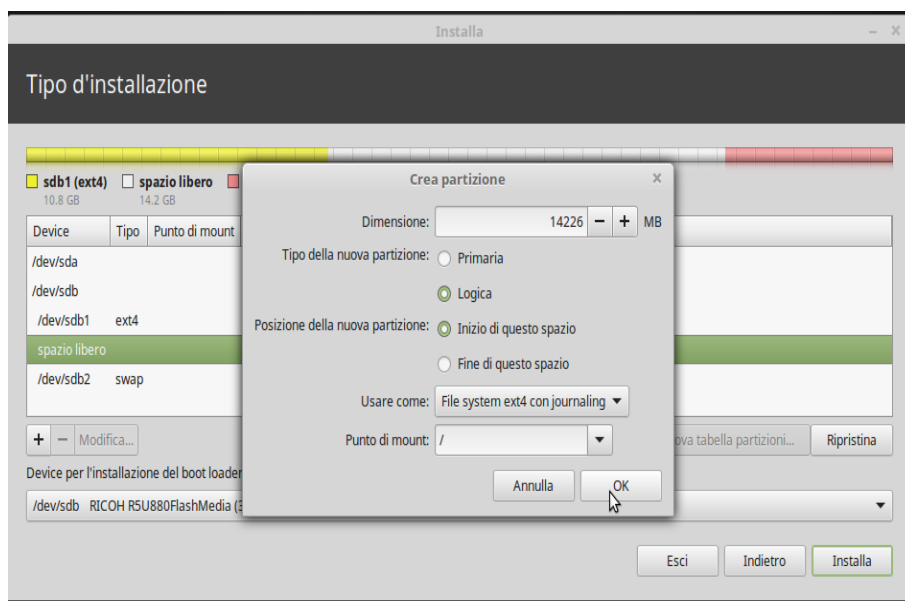 Installa
Tipo d'installazione
sdb1 (ext4) spazio libero
10.8 GB 14.2 GB
Device Tipo Punto di mount
/dev/sda
/dev/sdb
/dev/sdb1 ext4
spazio libero
/dev/sdb2 swap
+ − Modifica...
ova tabella partizioni... Ripristina
Device per l'installazione del boot loader
/dev/sdb RICOH R5U880FlashMedia (3
Esci Indietro Installa
Crea partizione
Dimensione: 14226 − + MB
Tipo della nuova partizione: Primaria
Logica
Posizione della nuova partizione: Inizio di questo spazio
Fine di questo spazio
Usare come: File system ext4 con journaling
Punto di mount: /
Annulla OK